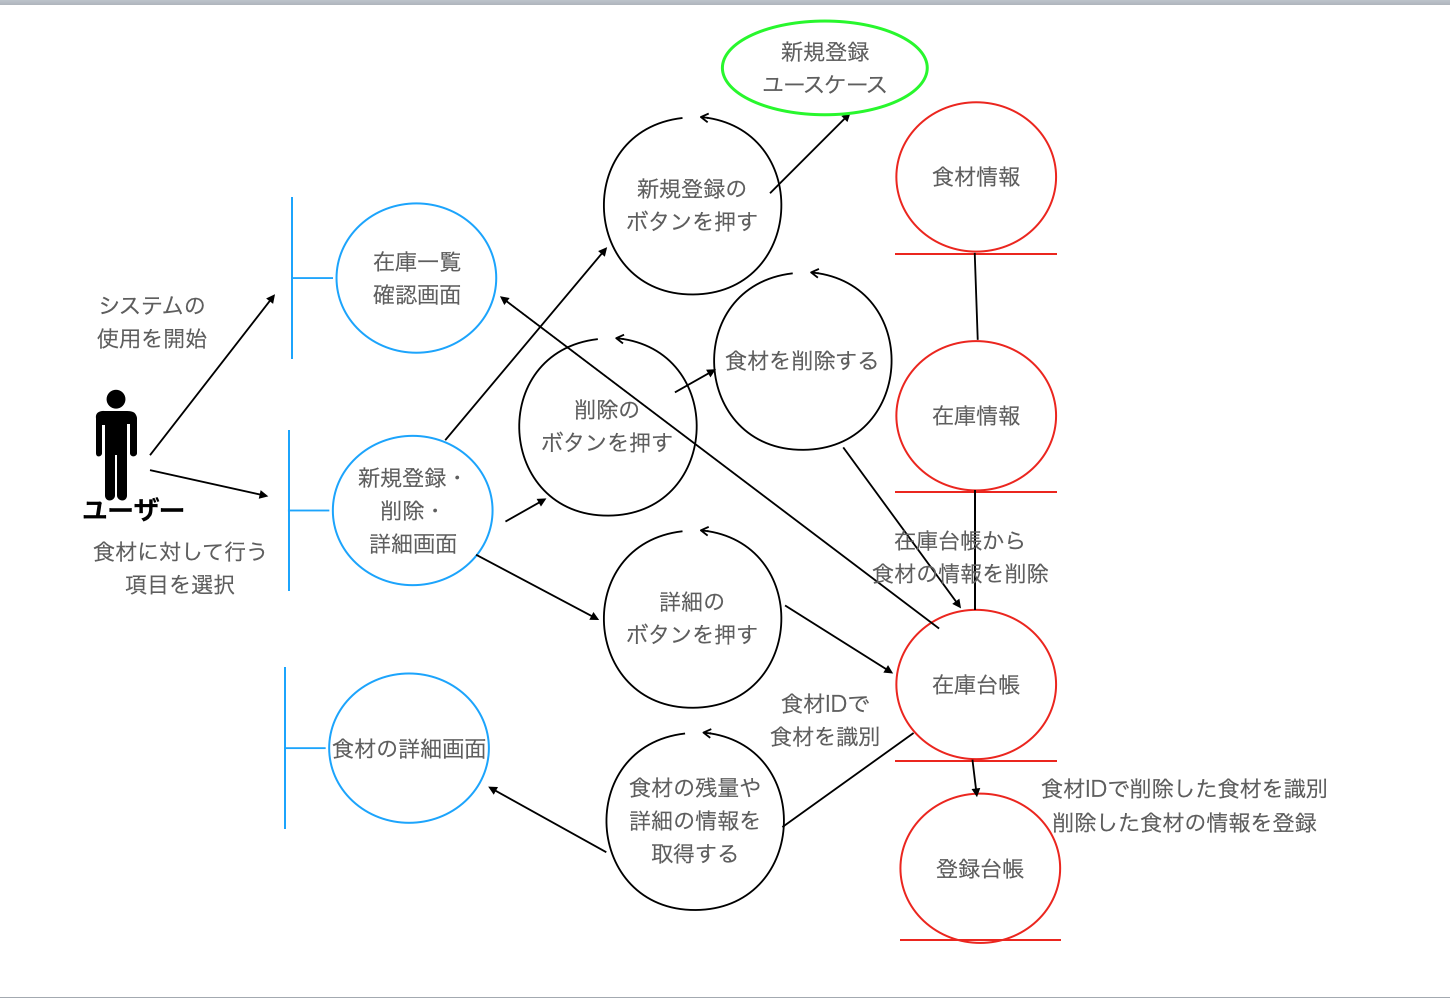 新規登録
ユースケース
食材情報
新規登録の
ボタンを押す
在庫一覧
確認画面
システムの
使用を開始
食材を削除する
削除の
ボタンを押す
在庫情報
ユーザー
新規登録・
削除・
詳細画面
食材に対して行う
項目を選択
在庫台帳から
食材の情報を削除
詳細の
ボタンを押す
在庫台帳
食材IDで
食材を識別
食材の詳細画面
食材の残量や
詳細の情報を
取得する
食材IDで削除した食材を識別
削除した食材の情報を登録
登録台帳